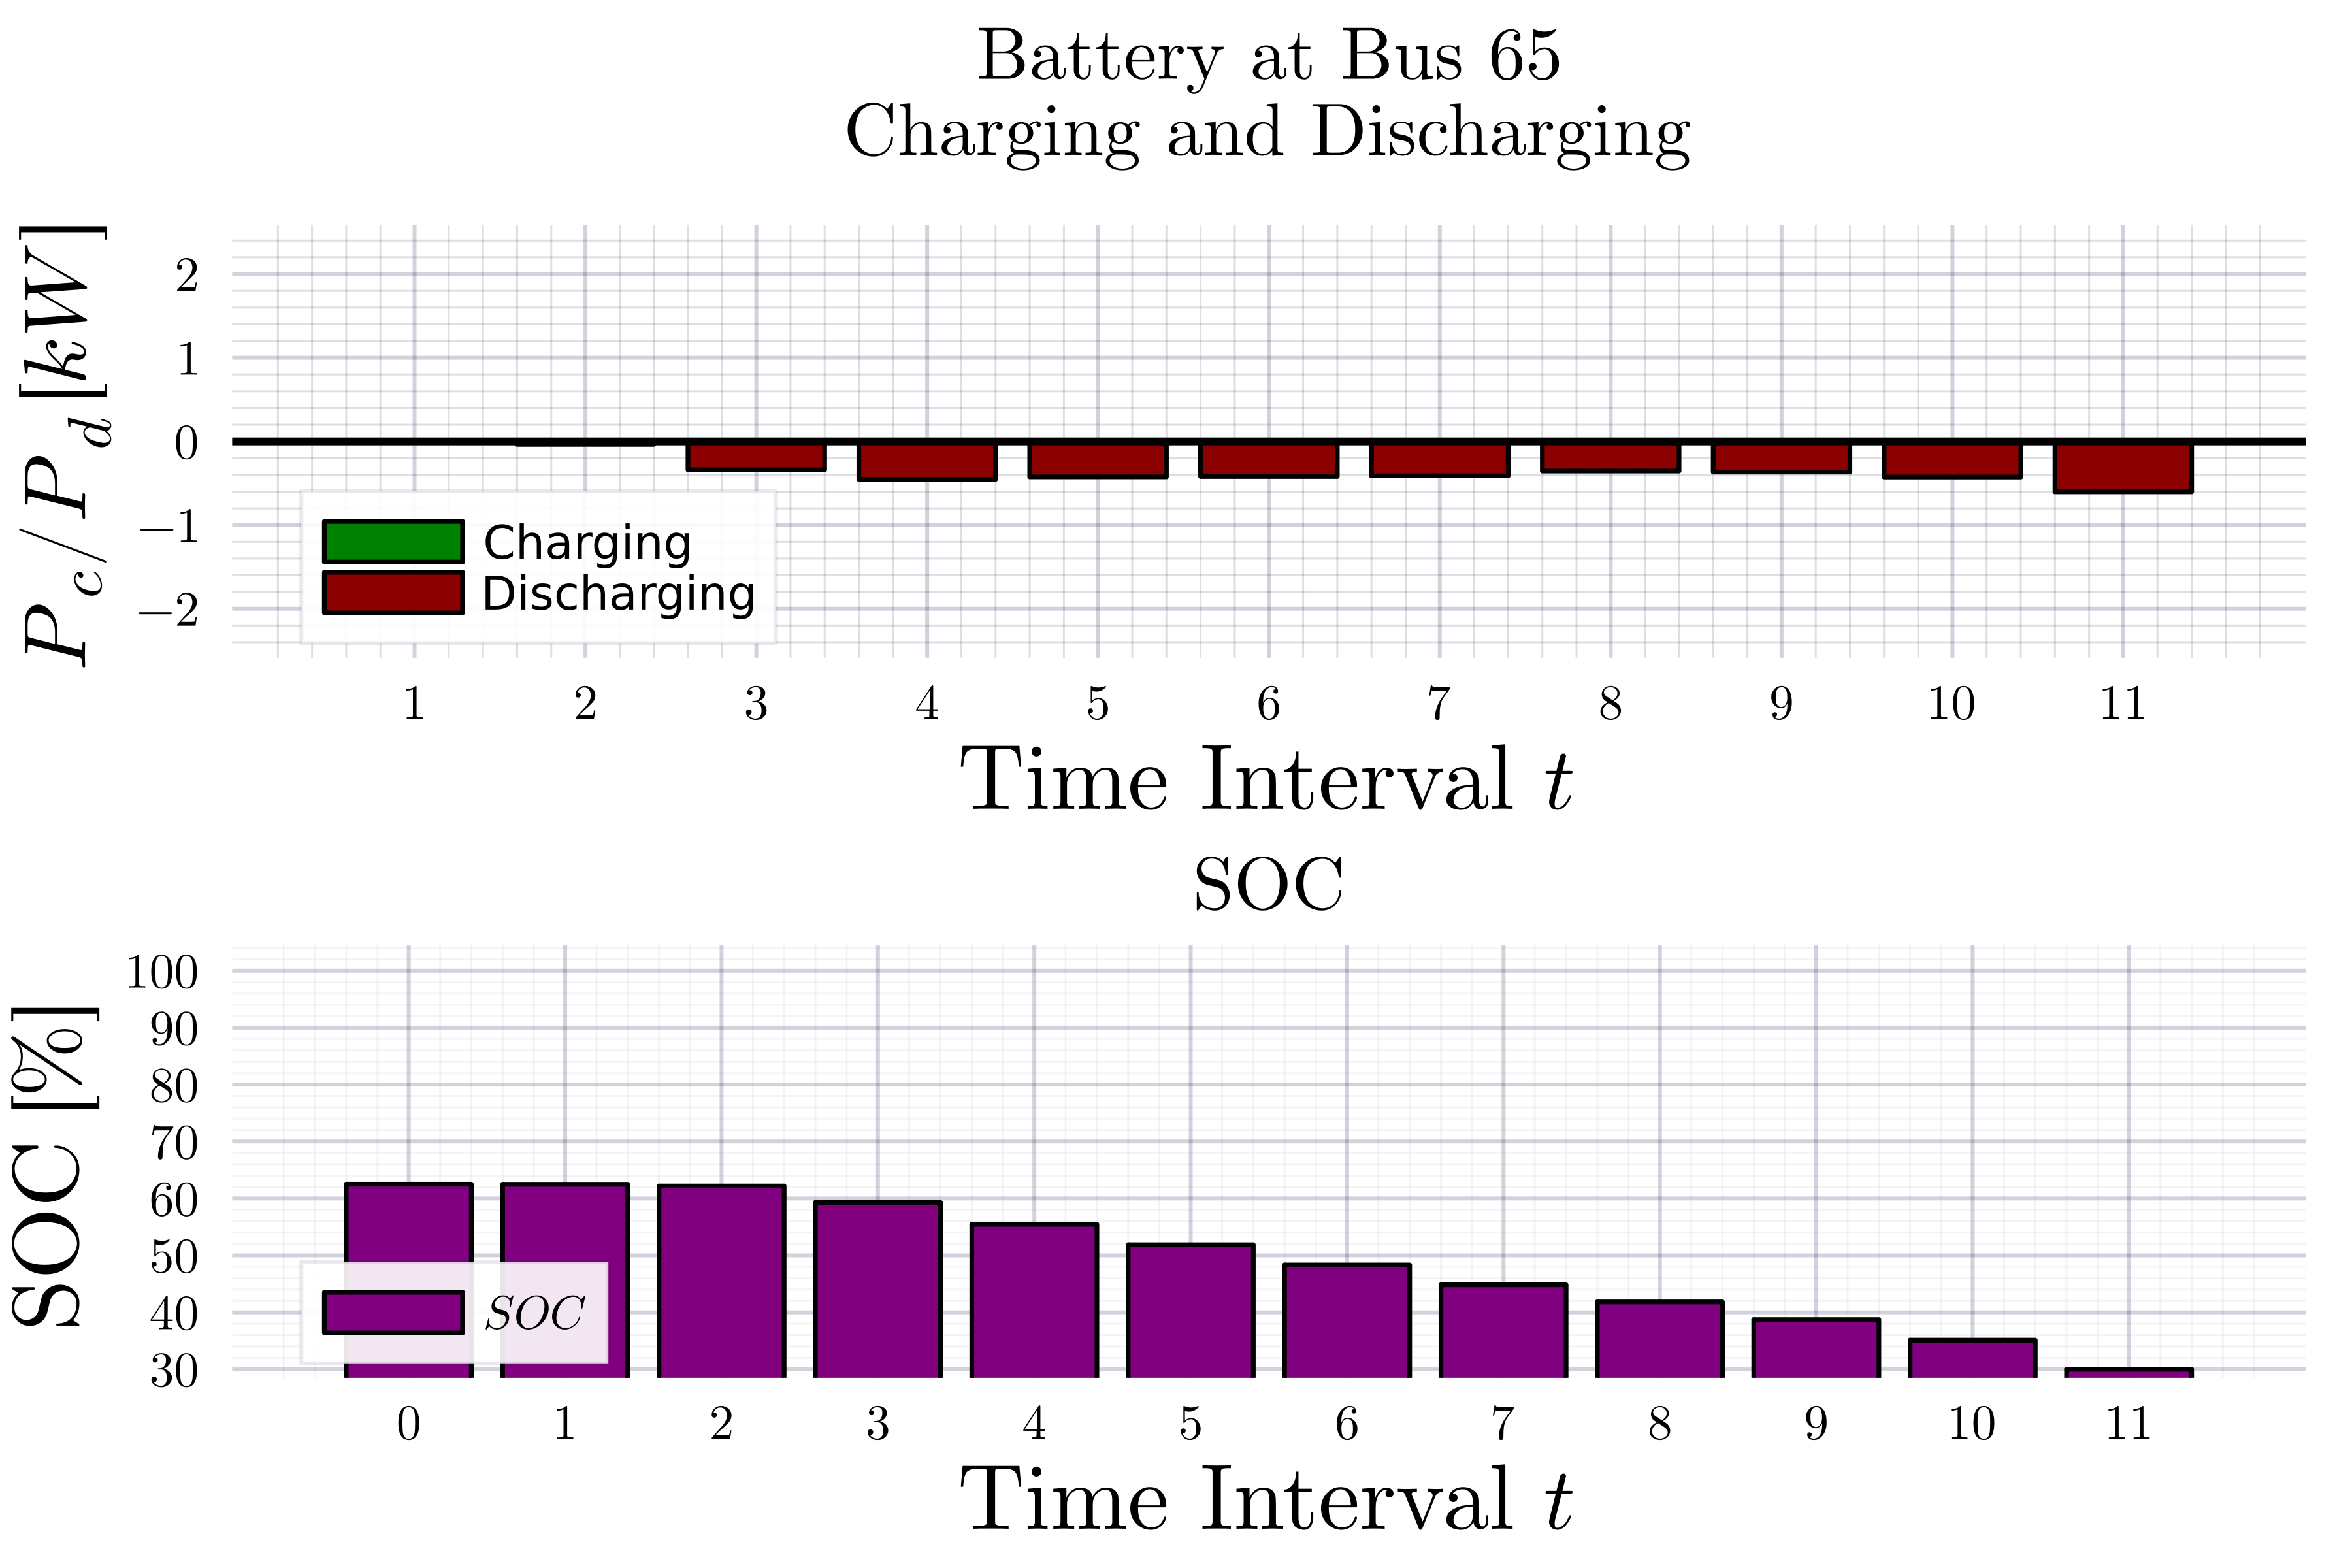 Battery at Bus 65
Charging and Discharging
P_c/P_d [kW]
2
1
0
−1
−2
Charging
Discharging
1 2 3 4 5 6 7 8 9 10 11
Time Interval t
SOC
SOC [%]
100
90
80
70
60
50
40
30
SOC
0 1 2 3 4 5 6 7 8 9 10 11
Time Interval t